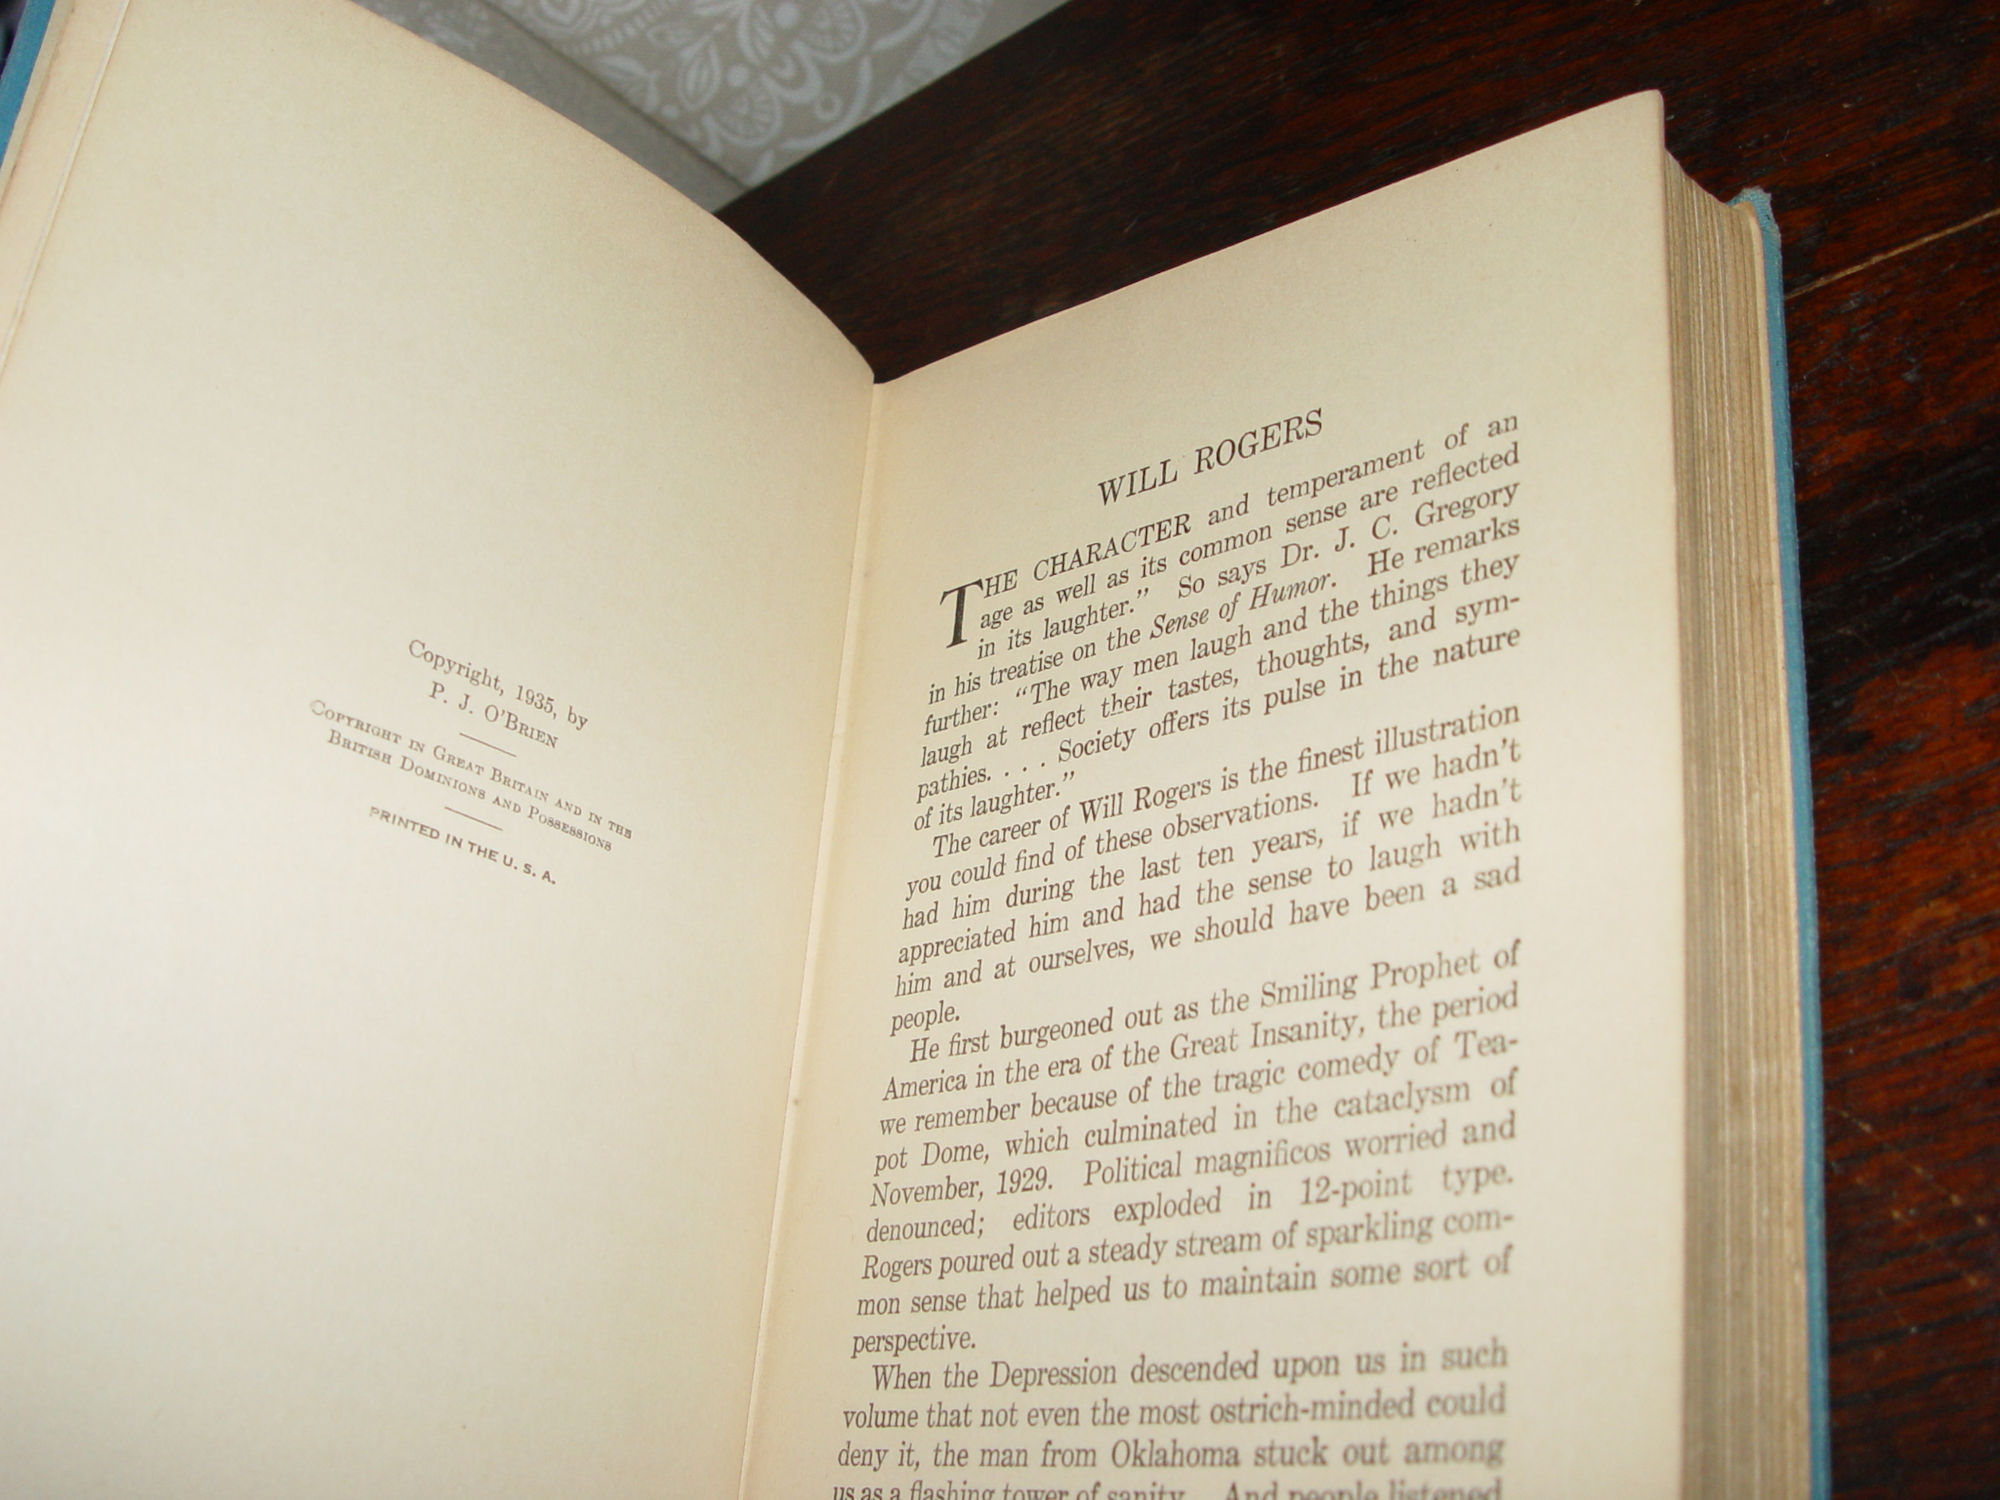 Copyright, 1935, by
P. J. O'BRIEN
COPYRIGHT IN GREAT BRITAIN AND IN THE
BRITISH DOMINIONS AND POSSESSIONS
PRINTED IN THE U. S. A.
WILL ROGERS
THE CHARACTER and temperament of an
age as well as its common sense are reflected
in its laughter." So says Dr. J. C. Gregory
in his treatise on the Sense of Humor. He remarks
further: "The way men laugh and the things they
laugh at reflect their tastes, thoughts, and sym-
pathies. . . . Society offers its pulse in the nature
of its laughter."
The career of Will Rogers is the finest illustration
you could find of these observations. If we hadn't
had him during the last ten years, if we hadn't
appreciated him and had the sense to laugh with
him and at ourselves, we should have been a sad
people.
He first burgeoned out as the Smiling Prophet of
America in the era of the Great Insanity, the period
we remember because of the tragic comedy of Tea-
pot Dome, which culminated in the cataclysm of
November, 1929. Political magnificos worried and
denounced; editors exploded in 12-point type.
Rogers poured out a steady stream of sparkling com-
mon sense that helped us to maintain some sort of
perspective.
When the Depression descended upon us in such
volume that not even the most ostrich-minded could
deny it, the man from Oklahoma stuck out among
us as a flashing tower of sanity. And people listened